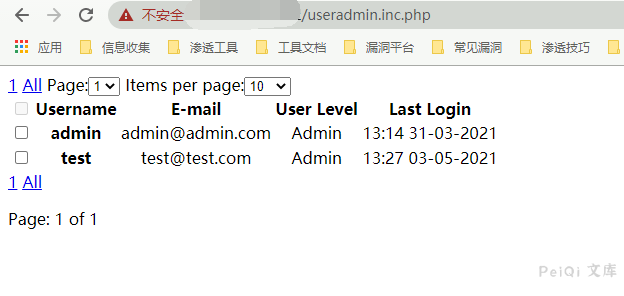 不安全 /useradmin.inc.php
应用 信息收集 渗透工具 工具文档 漏洞平台 常见漏洞 渗透技巧
1 All Page: 1 Items per page: 10
Username E-mail User Level Last Login
admin admin@admin.com Admin 13:14 31-03-2021
test test@test.com Admin 13:27 03-05-2021
1 All
Page: 1 of 1
PeiQi 文库